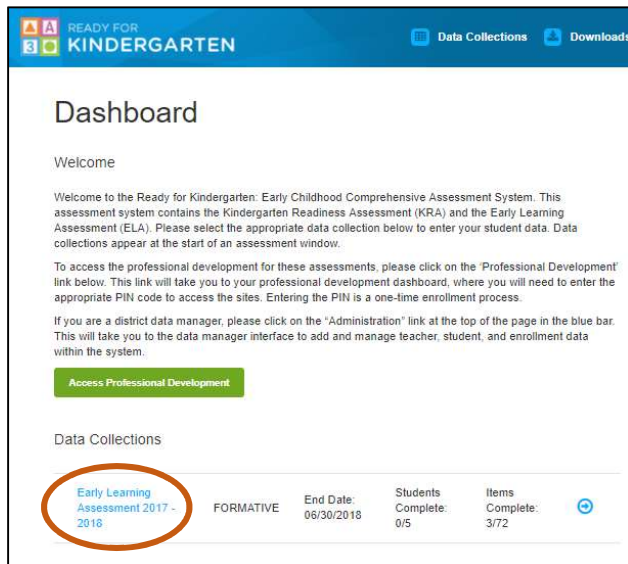 READY FOR
KINDERGARTEN
Data Collections
Downloads
Dashboard
Welcome
Welcome to the Ready for Kindergarten: Early Childhood Comprehensive Assessment System. This
assessment system contains the Kindergarten Readiness Assessment (KRA) and the Early Learning
Assessment (ELA). Please select the appropriate data collection below to enter your student data. Data
collections appear at the start of an assessment window.
To access the professional development for these assessments, please click on the 'Professional Development'
link below. This link will take you to your professional development dashboard, where you will need to enter the
appropriate PIN code to access the sites. Entering the PIN is a one-time enrollment process.
If you are a district data manager, please click on the "Administration" link at the top of the page in the blue bar.
This will take you to the data manager interface to add and manage teacher, student, and enrollment data
within the system.
Access Professional Development
Data Collections
Early Learning
Assessment 2017 -
2018
FORMATIVE
End Date:
06/30/2018
Students
Complete:
0/5
Items
Complete:
3/72